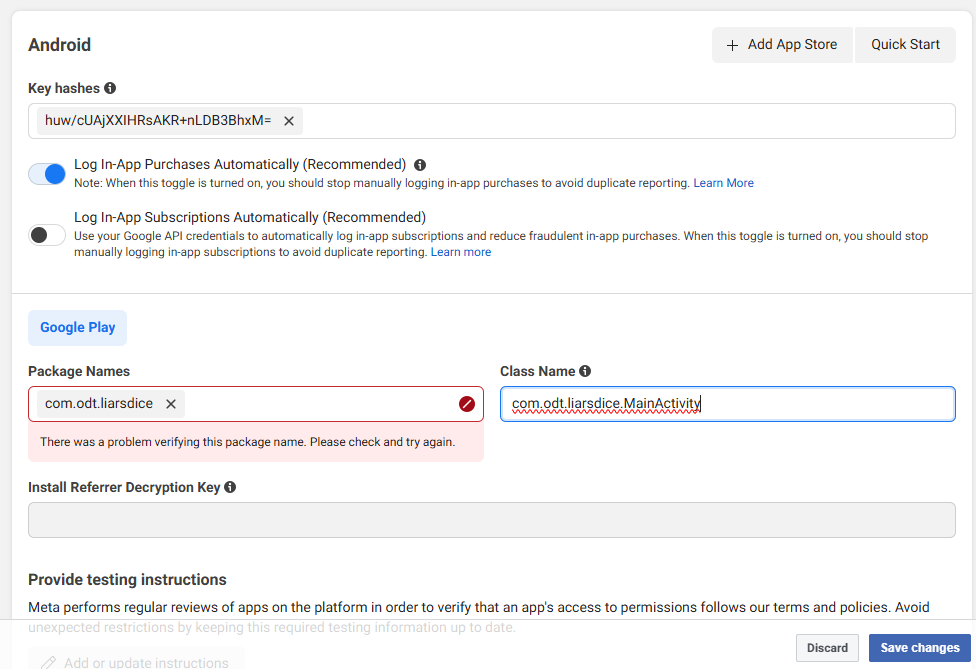 Android
+ Add App Store
Quick Start
Key hashes
huw/cUAjXXIHRsAKR+nLDB3BhxM=
Log In-App Purchases Automatically (Recommended)
Note: When this toggle is turned on, you should stop manually logging in-app purchases to avoid duplicate reporting. Learn More
Log In-App Subscriptions Automatically (Recommended)
Use your Google API credentials to automatically log in-app subscriptions and reduce fraudulent in-app purchases. When this toggle is turned on, you should stop
manually logging in-app subscriptions to avoid duplicate reporting. Learn more
Google Play
Package Names
Class Name
com.odt.liarsdice
com.odt.liarsdice.MainActivity
There was a problem verifying this package name. Please check and try again.
Install Referrer Decryption Key
Provide testing instructions
Meta performs regular reviews of apps on the platform in order to verify that an app's access to permissions follows our terms and policies. Avoid
unexpected restrictions by keeping this required testing information up to date.
Add or update instructions
Discard
Save changes